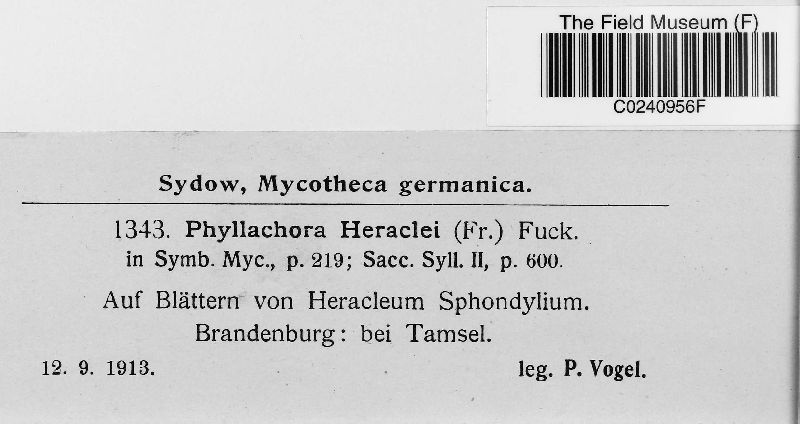 The Field Museum (F)
C0240956F
Sydow, Mycotheca germanica.
1343. Phyllachora Heraclei (Fr.) Fuck.
in Symb. Myc., p. 219; Sacc. Syll. II, p. 600.
Auf Blättern von Heracleum Sphondylium.
Brandenburg: bei Tamsel.
12. 9. 1913. leg. P. Vogel.